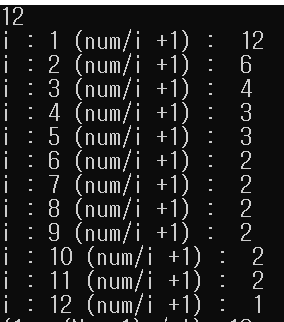 12
i : 1 (num/i +1) : 12
i : 2 (num/i +1) : 6
i : 3 (num/i +1) : 4
i : 4 (num/i +1) : 3
i : 5 (num/i +1) : 3
i : 6 (num/i +1) : 2
i : 7 (num/i +1) : 2
i : 8 (num/i +1) : 2
i : 9 (num/i +1) : 2
i : 10 (num/i +1) : 2
i : 11 (num/i +1) : 2
i : 12 (num/i +1) : 1